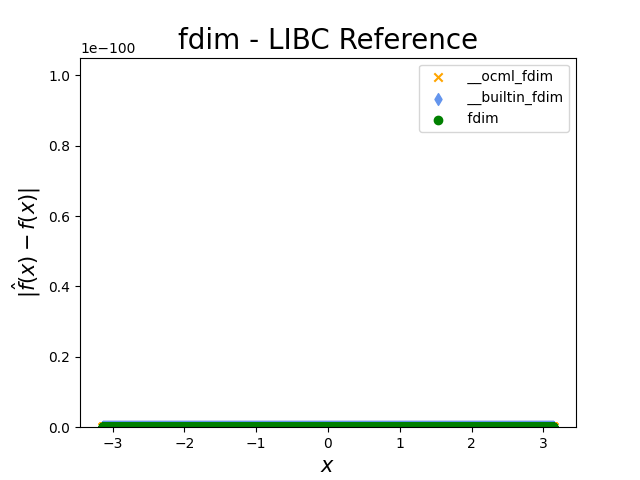 fdim - LIBC Reference
1e−100
1.0
0.8
0.6
0.4
0.2
0.0
|f̂(x) − f(x)|
__ocml_fdim
__builtin_fdim
fdim
−3 −2 −1 0 1 2 3
x